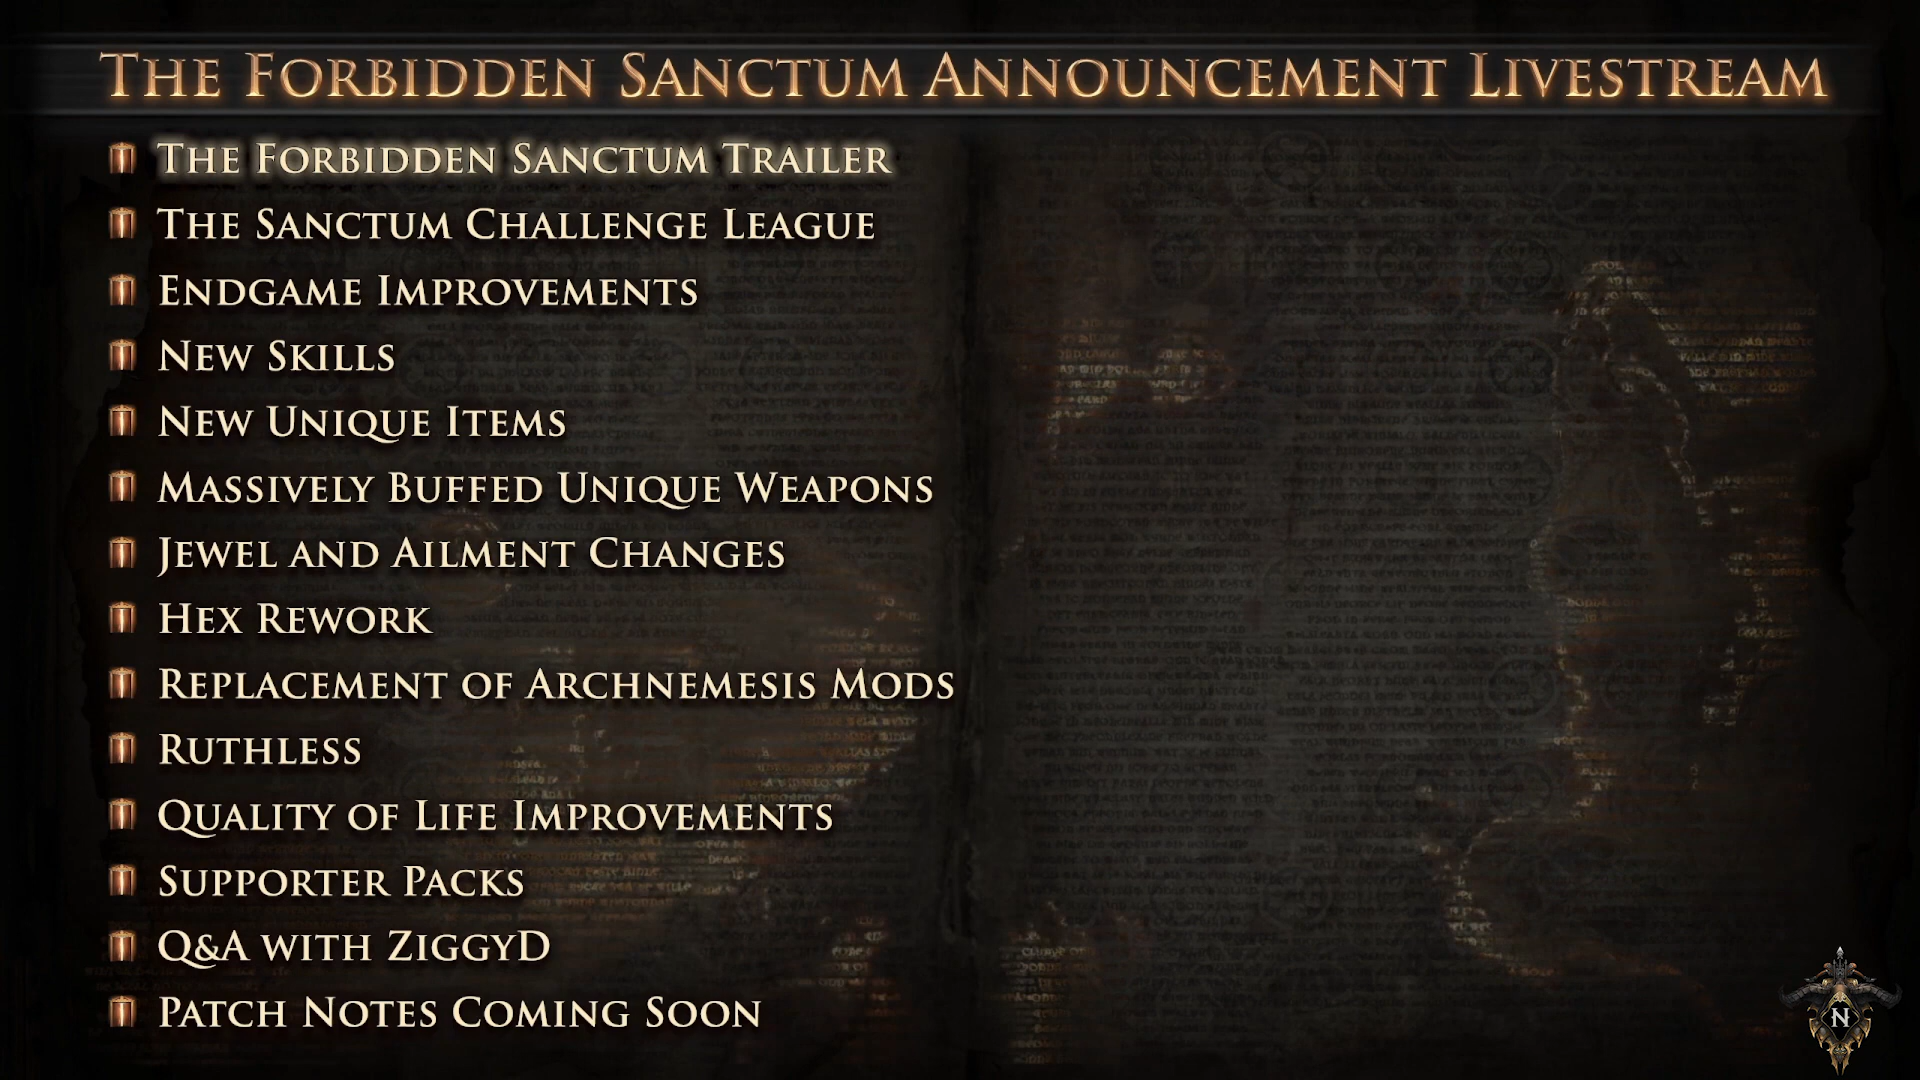 The Forbidden Sanctum Announcement Livestream
The Forbidden Sanctum Trailer
The Sanctum Challenge League
Endgame Improvements
New Skills
New Unique Items
Massively Buffed Unique Weapons
Jewel and Ailment Changes
Hex Rework
Replacement of Archnemesis Mods
Ruthless
Quality of Life Improvements
Supporter Packs
Q&A with ZiggyD
Patch Notes Coming Soon
N